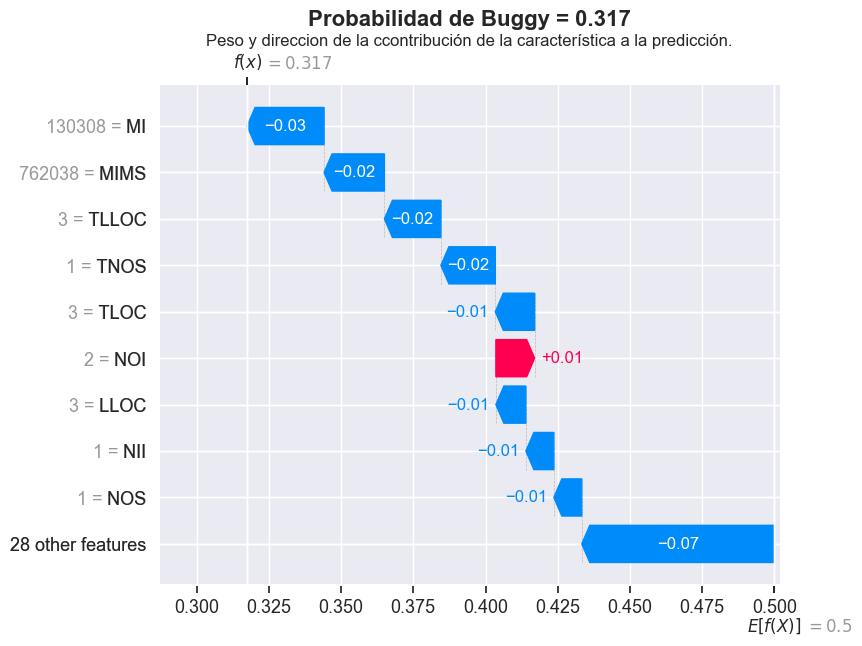 Probabilidad de Buggy = 0.317
Peso y direccion de la ccontribución de la característica a la predicción.
f(x) = 0.317
130308 = MI
−0.03
762038 = MIMS
−0.02
3 = TLLOC
−0.02
1 = TNOS
−0.02
3 = TLOC
−0.01
2 = NOI
+0.01
3 = LLOC
−0.01
1 = NII
−0.01
1 = NOS
−0.01
28 other features
−0.07
0.300 0.325 0.350 0.375 0.400 0.425 0.450 0.475 0.500
E[f(X)] = 0.5